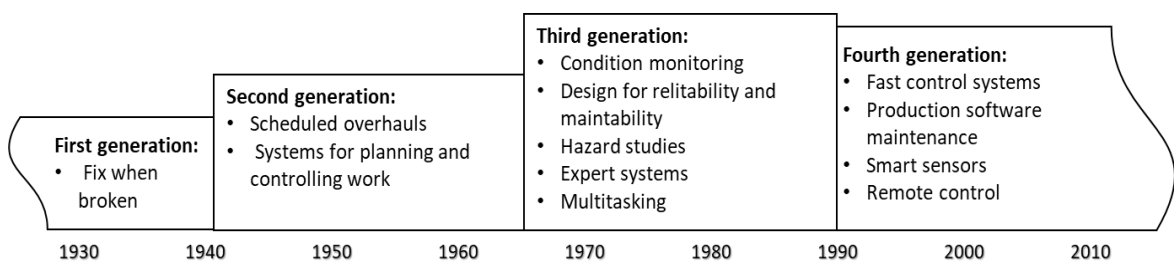 First generation:
• Fix when
broken
Second generation:
• Scheduled overhauls
• Systems for planning and
controlling work
Third generation:
• Condition monitoring
• Design for relitability and
maintability
• Hazard studies
• Expert systems
• Multitasking
Fourth generation:
• Fast control systems
• Production software
maintenance
• Smart sensors
• Remote control
1930 1940 1950 1960 1970 1980 1990 2000 2010